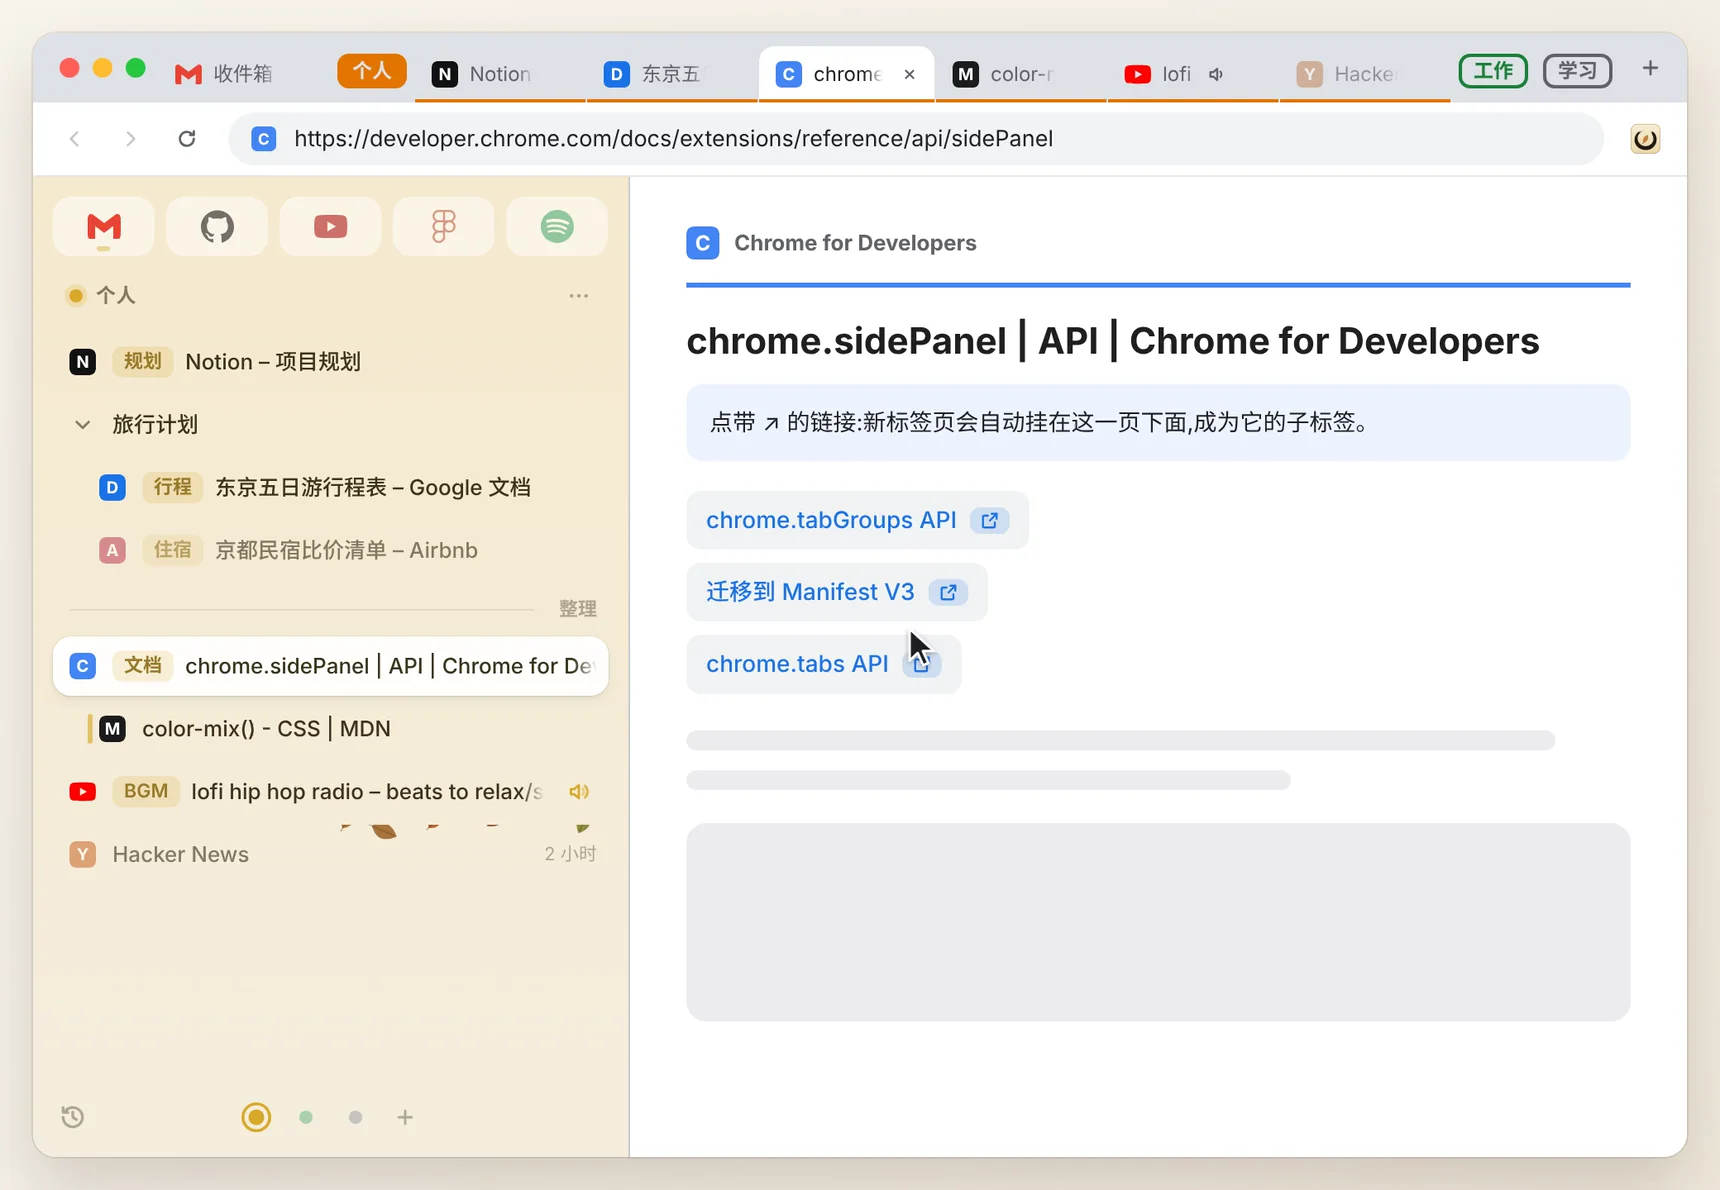 收件箱
个人
N Notion
D 东京五
C chrome
M color-r
lofi
Y Hacker
工作
学习
C https://developer.chrome.com/docs/extensions/reference/api/sidePanel
个人
N 规划 Notion – 项目规划
旅行计划
D 行程 东京五日游行程表 – Google 文档
A 住宿 京都民宿比价清单 – Airbnb
整理
C 文档 chrome.sidePanel | API | Chrome for De
M color-mix() - CSS | MDN
BGM lofi hip hop radio – beats to relax/s
Y Hacker News 2 小时
C Chrome for Developers
chrome.sidePanel | API | Chrome for Developers
点带 ↗ 的链接:新标签页会自动挂在这一页下面,成为它的子标签。
chrome.tabGroups API
迁移到 Manifest V3
chrome.tabs API